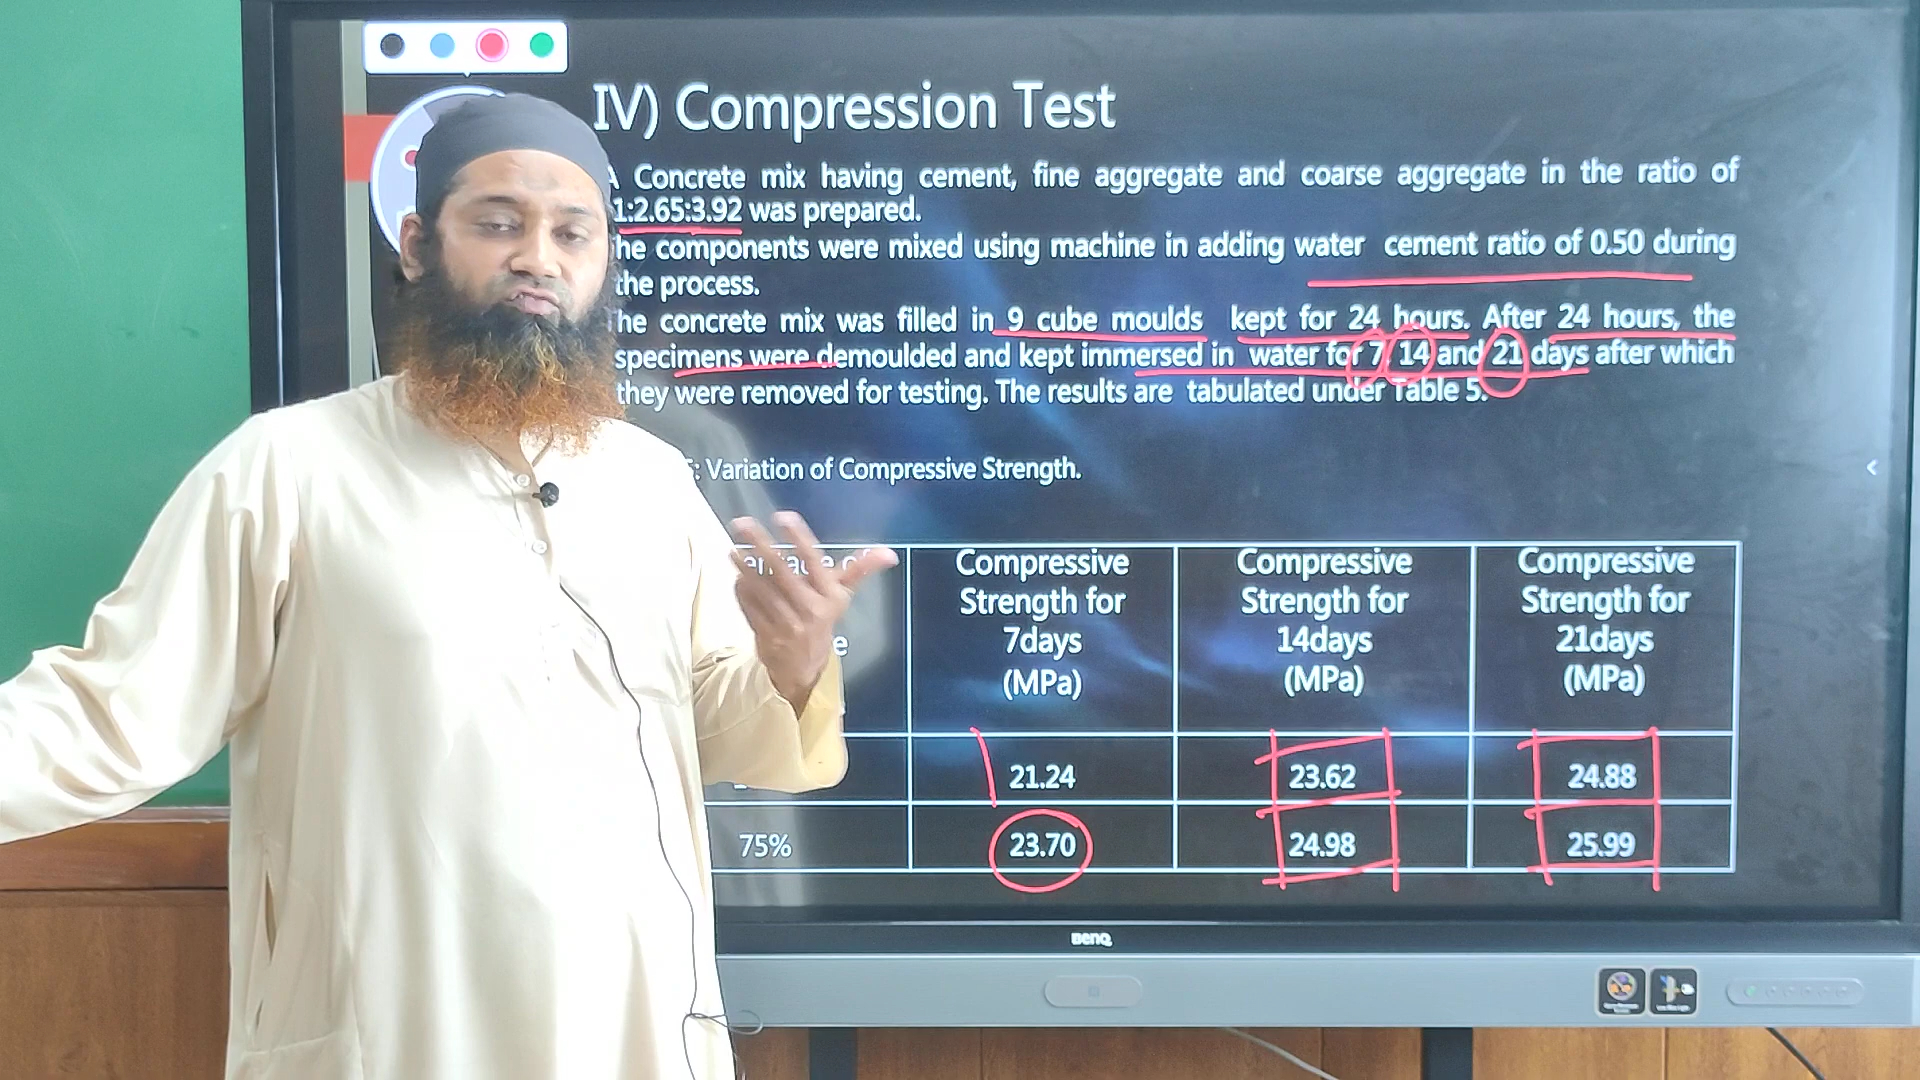 IV) Compression Test
A Concrete mix having cement, fine aggregate and coarse aggregate in the ratio of
1:2.65:3.92 was prepared.
he components were mixed using machine in adding water cement ratio of 0.50 during
the process.
he concrete mix was filled in 9 cube moulds kept for 24 hours. After 24 hours, the
specimens were demoulded and kept immersed in water for 7, 14 and 21 days after which
they were removed for testing. The results are tabulated under Table 5.
5: Variation of Compressive Strength.
Compressive Strength for 7days (MPa)
Compressive Strength for 14days (MPa)
Compressive Strength for 21days (MPa)
21.24 23.62 24.88
75% 23.70 24.98 25.99
BenQ